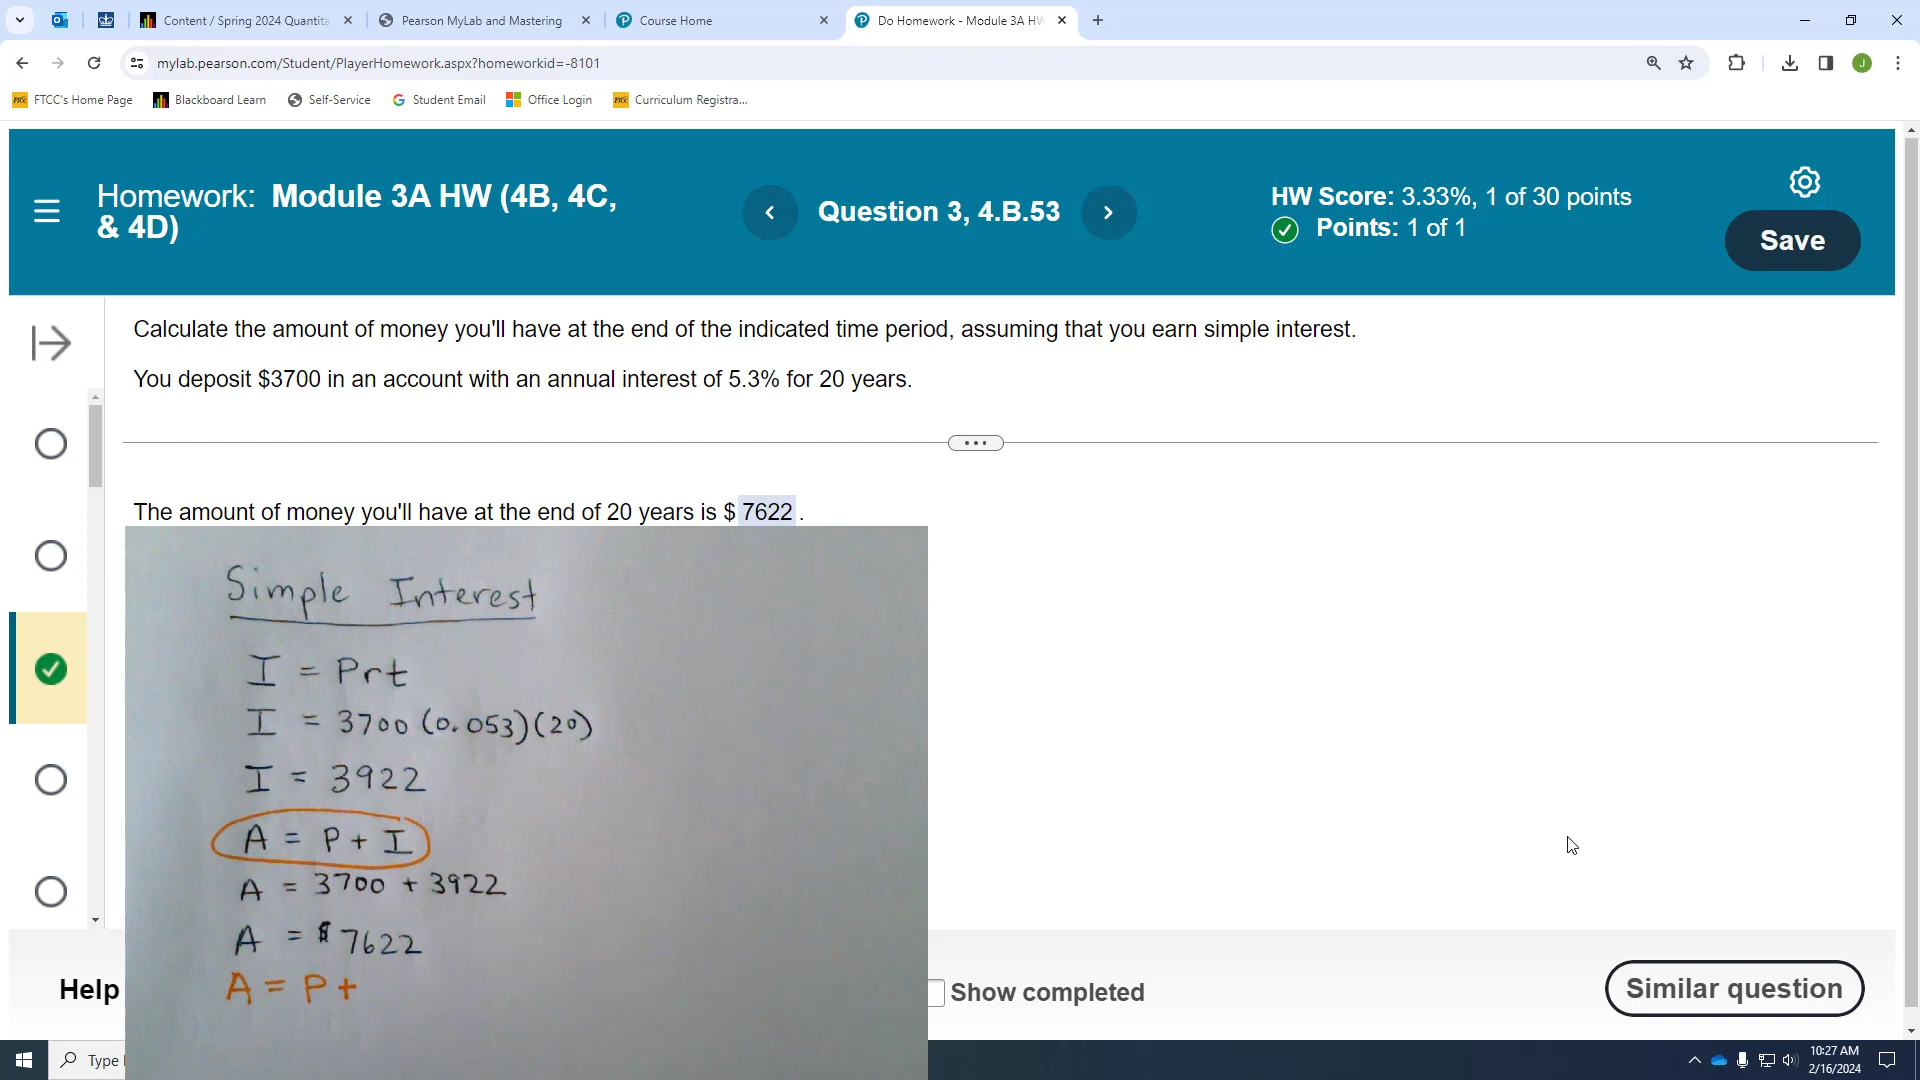 Content / Spring 2024 Quantita
Pearson MyLab and Mastering
Course Home
Do Homework - Module 3A HW
mylab.pearson.com/Student/PlayerHomework.aspx?homeworkid=-8101
J
FTCC's Home Page
Blackboard Learn
Self-Service
Student Email
Office Login
Curriculum Registra...
Homework: Module 3A HW (4B, 4C,
& 4D)
Question 3, 4.B.53
HW Score: 3.33%, 1 of 30 points
Points: 1 of 1
Save
Calculate the amount of money you'll have at the end of the indicated time period, assuming that you earn simple interest.
You deposit $3700 in an account with an annual interest of 5.3% for 20 years.
The amount of money you'll have at the end of 20 years is $ 7622 .
Simple Interest
I = Prt
I = 3700 (0.053)(20)
I = 3922
A = P + I
A = 3700 + 3922
A = $7622
A = P +
Help
Show completed
Similar question
Type
10:27 AM
2/16/2024